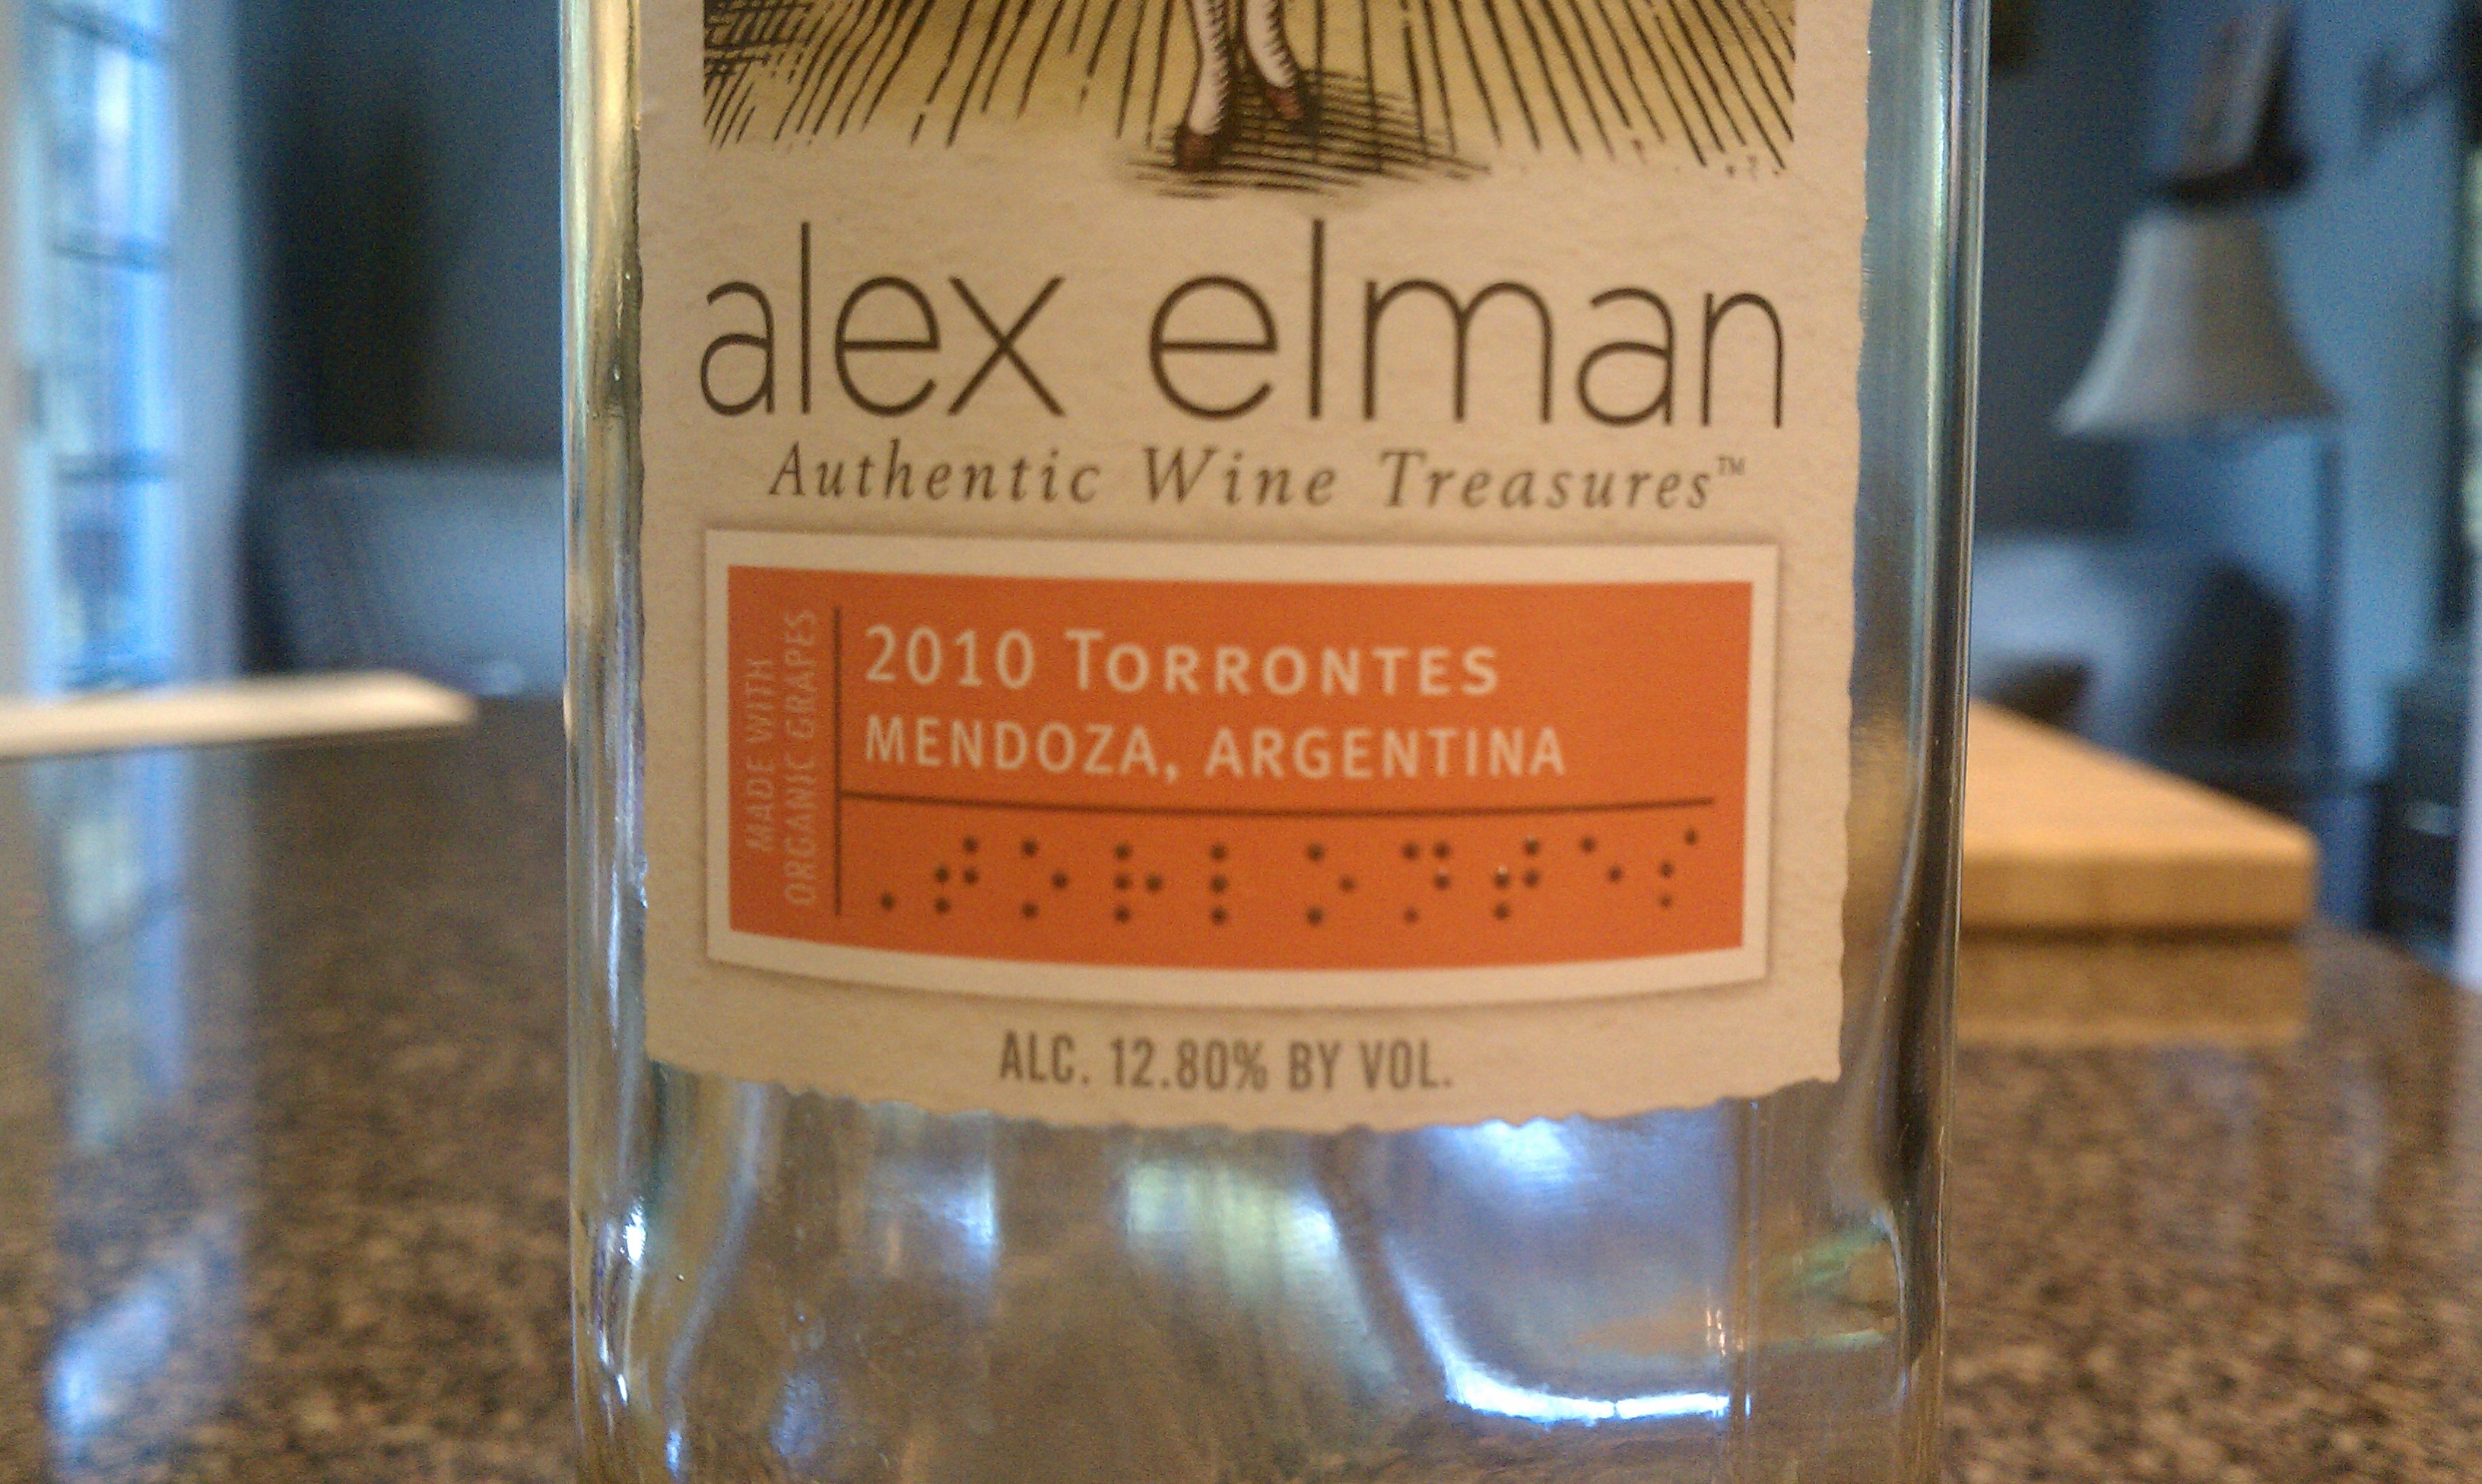 alex elman
Authentic Wine Treasures™
MADE WITH
ORGANIC GRAPES
2010 TORRONTES
MENDOZA, ARGENTINA
⠠⠞⠕⠗⠇⠕⠝⠞⠑⠎
ALC. 12.80% BY VOL.